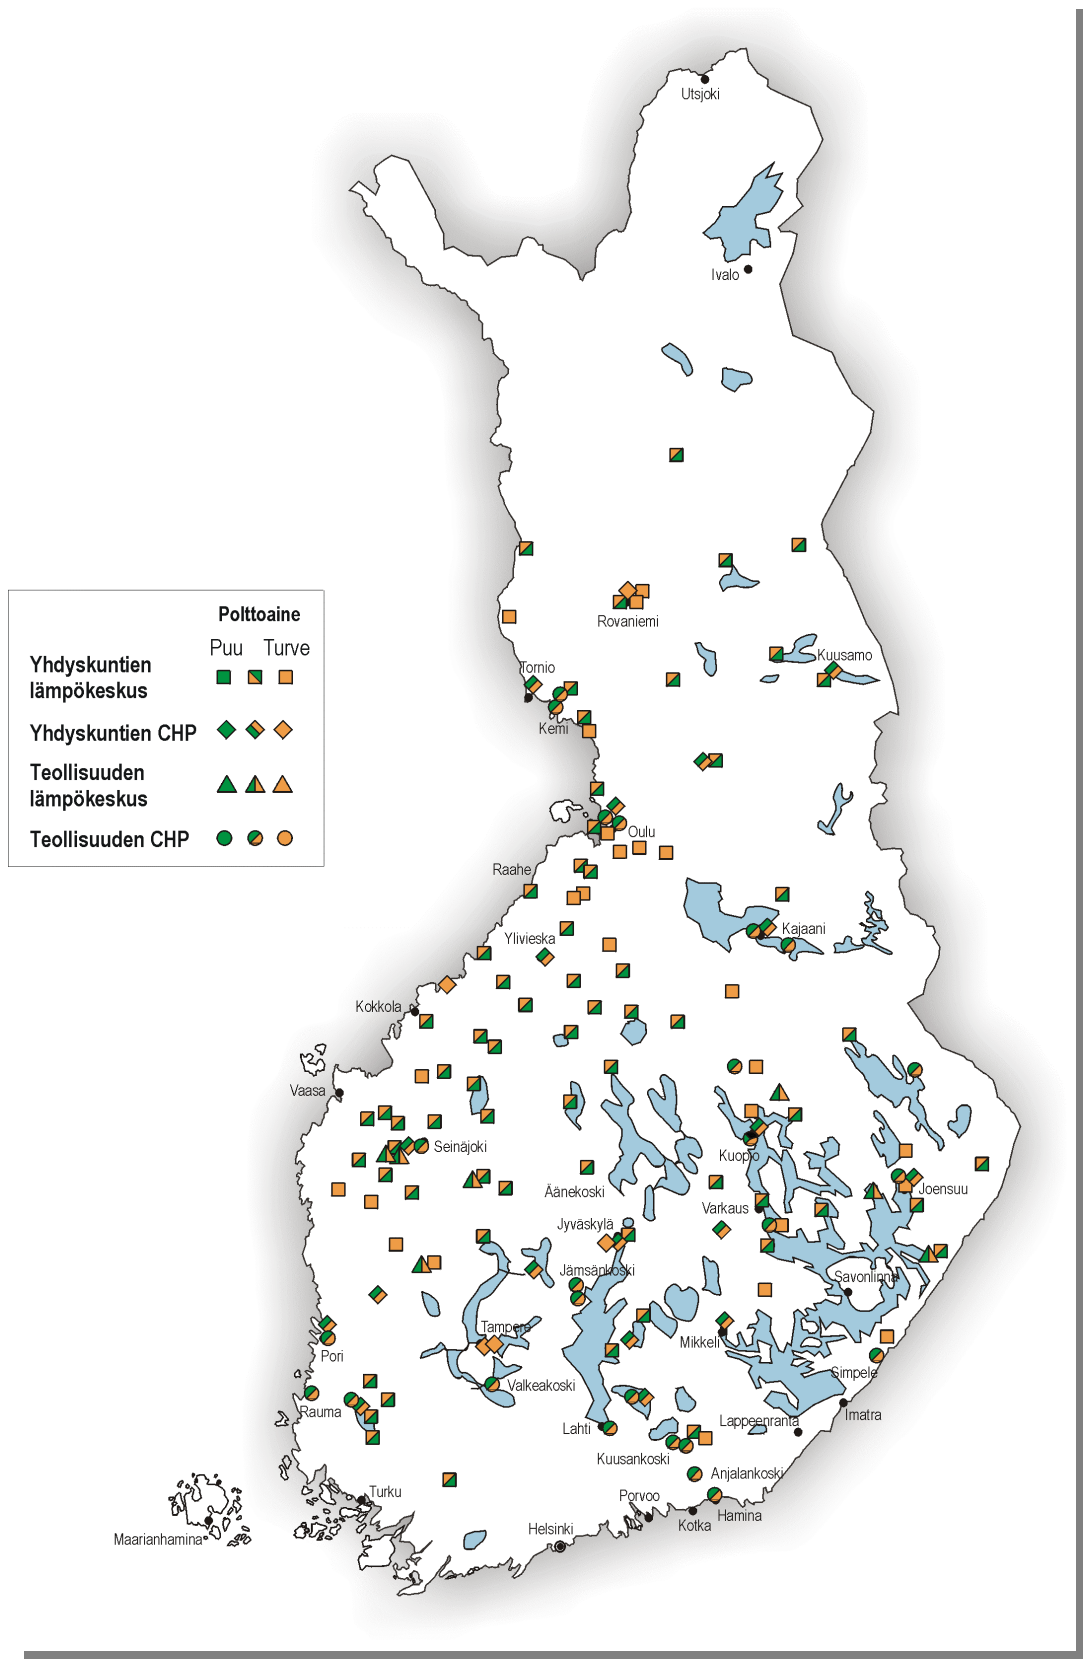 Utsjoki
Ivalo
Polttoaine
Puu Turve
Yhdyskuntien
lämpökeskus
Yhdyskuntien CHP
Teollisuuden
lämpökeskus
Teollisuuden CHP
Rovaniemi
Kuusamo
Tornio
Kemi
Oulu
Raahe
Kajaani
Ylivieska
Kokkola
Vaasa
Seinäjoki
Kuopio
Äänekoski
Joensuu
Varkaus
Jyväskylä
Jämsänkoski
Savonlinna
Tampere
Mikkeli
Pori
Simpele
Valkeakoski
Rauma
Imatra
Lappeenranta
Lahti
Kuusankoski
Anjalankoski
Turku
Porvoo
Hamina
Kotka
Helsinki
Maarianhamina